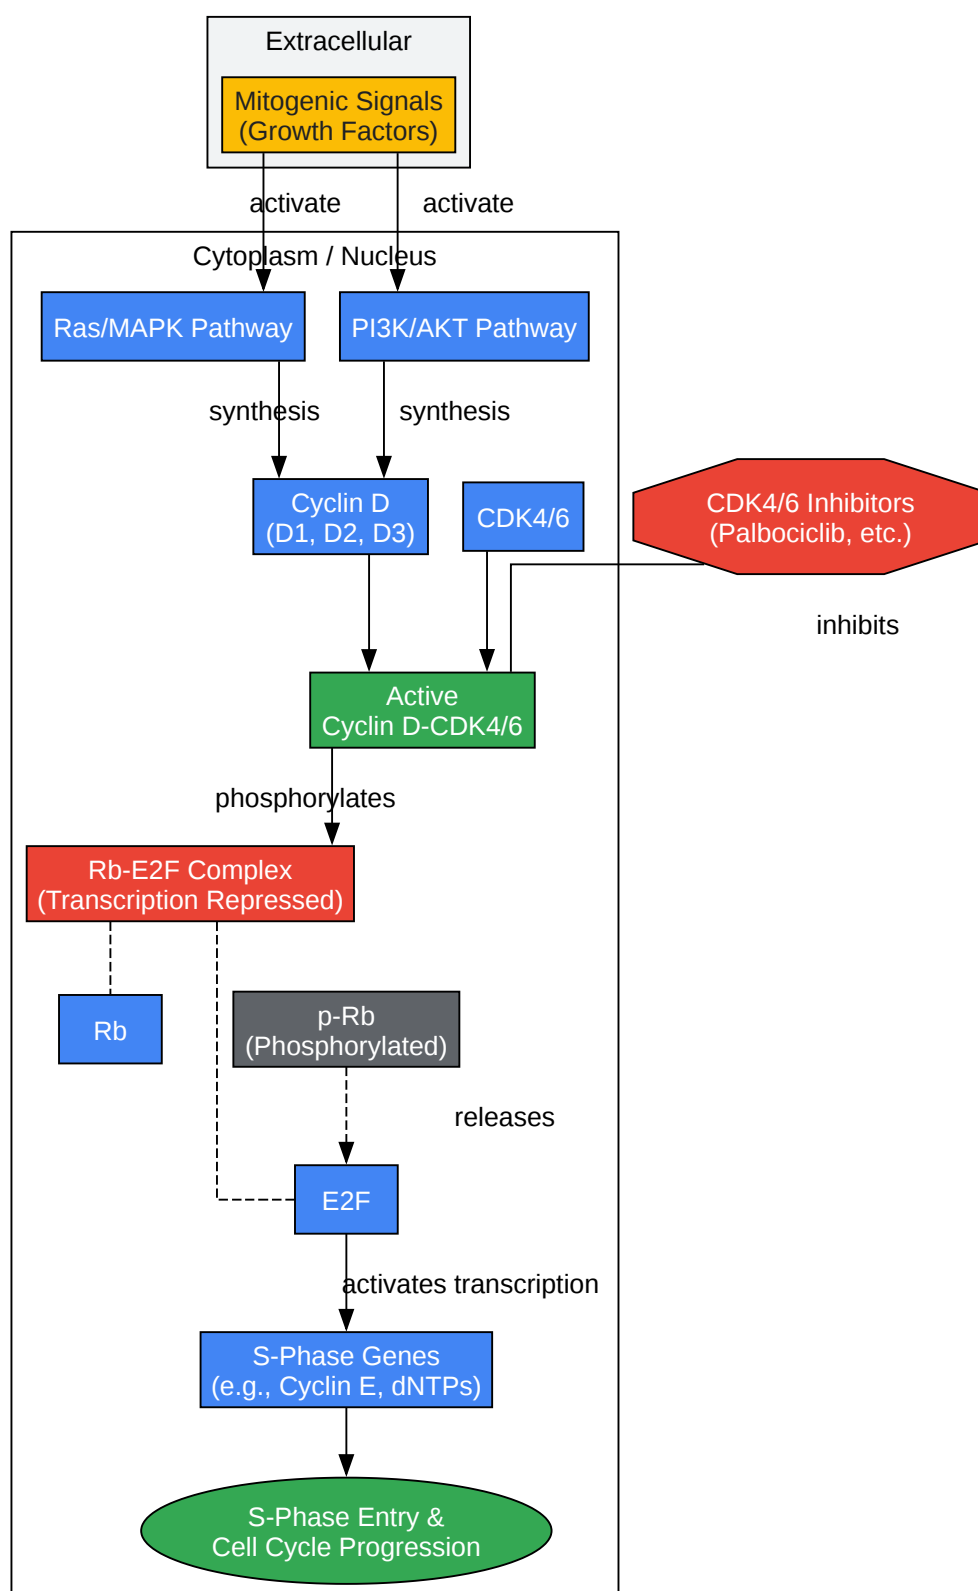 Extracellular
Mitogenic Signals
(Growth Factors)
activate
activate
Cytoplasm / Nucleus
Ras/MAPK Pathway
PI3K/AKT Pathway
synthesis
synthesis
Cyclin D
(D1, D2, D3)
CDK4/6
CDK4/6 Inhibitors
(Palbociclib, etc.)
inhibits
Active
Cyclin D-CDK4/6
phosphorylates
Rb-E2F Complex
(Transcription Repressed)
Rb
p-Rb
(Phosphorylated)
releases
E2F
activates transcription
S-Phase Genes
(e.g., Cyclin E, dNTPs)
S-Phase Entry &
Cell Cycle Progression